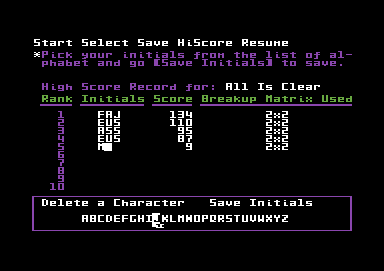 Start Select Save HiScore Resume
*Pick your initials from the list of al-
phabet and go [Save Initials] to save.
High Score Record for: All Is Clear
Rank Initials Score Breakup Matrix Used
1 FAJ 134 2x2
2 EUS 110 2x2
3 ASS 95 2x2
4 EUS 87 2x2
5 M 9 2x2
6
7
8
9
10
Delete a Character Save Initials
ABCDEFGHIJKLMNOPQRSTUVWXYZ